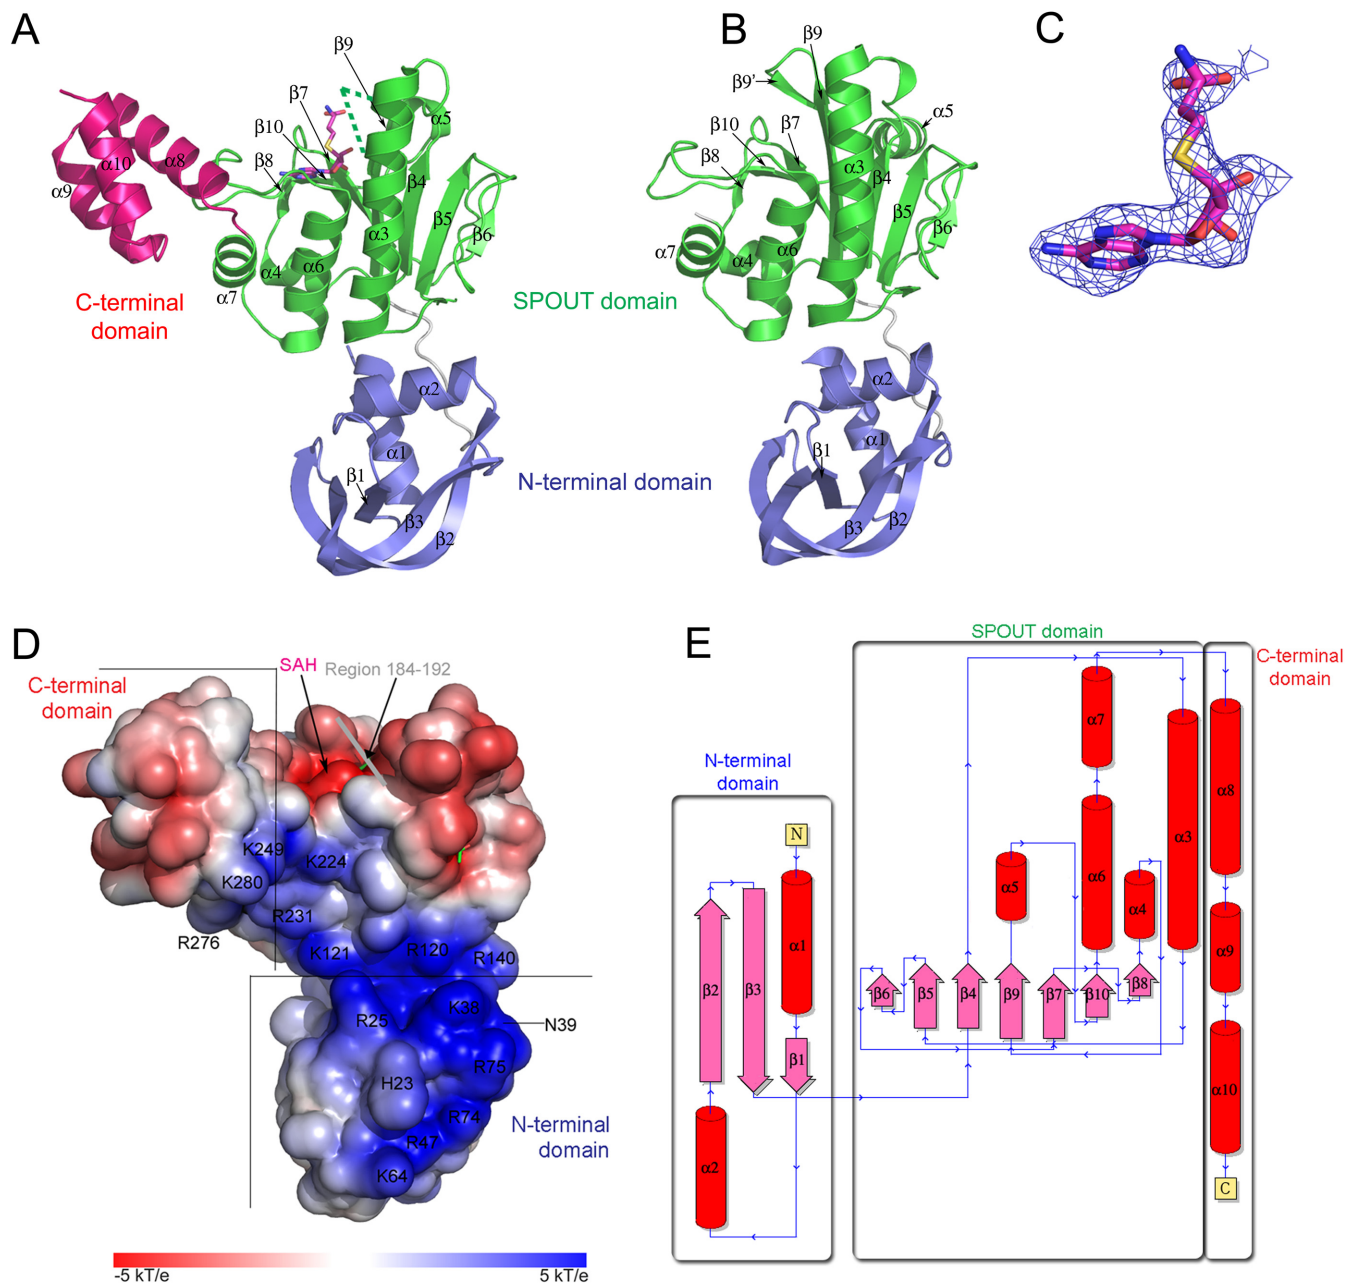 A
β9
β7
β10
β8
α5
α10
α8
α9
β4
β5
β6
α3
α4
α6
α7
C-terminal
domain
SPOUT domain
α2
α1
β1
β3
β2
N-terminal domain
B
β9
β9'
β10
β7
β8
α5
α3
β4
β5
β6
α7
α4
α6
α2
α1
β1
β3
β2
C
D
SAH
Region 184-192
C-terminal
domain
K249
K224
K280
R231
R276
K121
R120
R140
R25
K38
N39
R75
H23
R74
R47
K64
N-terminal
domain
-5 kT/e
5 kT/e
E
SPOUT domain
C-terminal
domain
N-terminal
domain
N
α7
α8
α3
α5
α6
α4
α1
α9
β2
β3
β6
β5
β4
β9
β7
β10
β8
β1
α10
α2
C